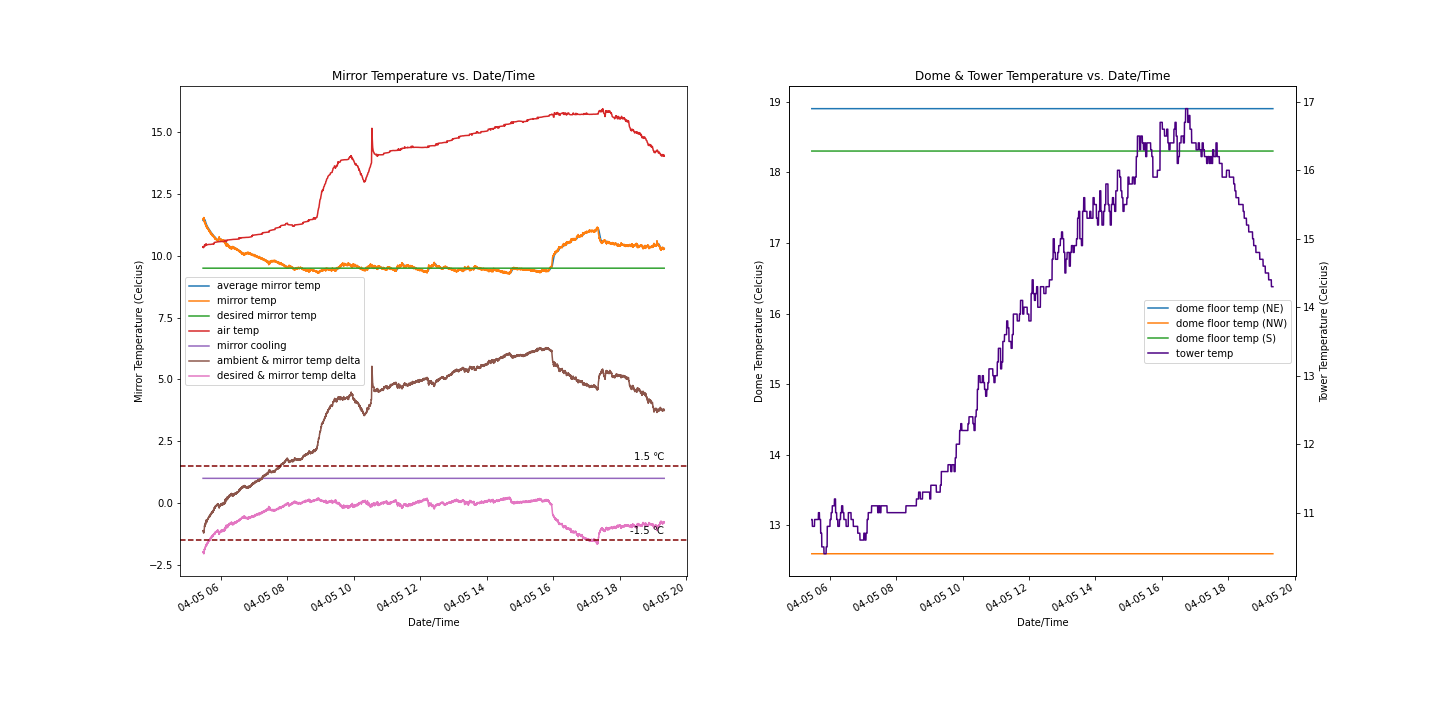 Mirror Temperature vs. Date/Time
Mirror Temperature (Celcius)
15.0
12.5
10.0
7.5
5.0
2.5
0.0
−2.5
average mirror temp
mirror temp
desired mirror temp
air temp
mirror cooling
ambient & mirror temp delta
desired & mirror temp delta
1.5 °C
-1.5 °C
04-05 06
04-05 08
04-05 10
04-05 12
04-05 14
04-05 16
04-05 18
04-05 20
Date/Time
Dome & Tower Temperature vs. Date/Time
Dome Temperature (Celcius)
19
18
17
16
15
14
13
dome floor temp (NE)
dome floor temp (NW)
dome floor temp (S)
tower temp
17
16
15
14
13
12
11
Tower Temperature (Celcius)
04-05 06
04-05 08
04-05 10
04-05 12
04-05 14
04-05 16
04-05 18
04-05 20
Date/Time